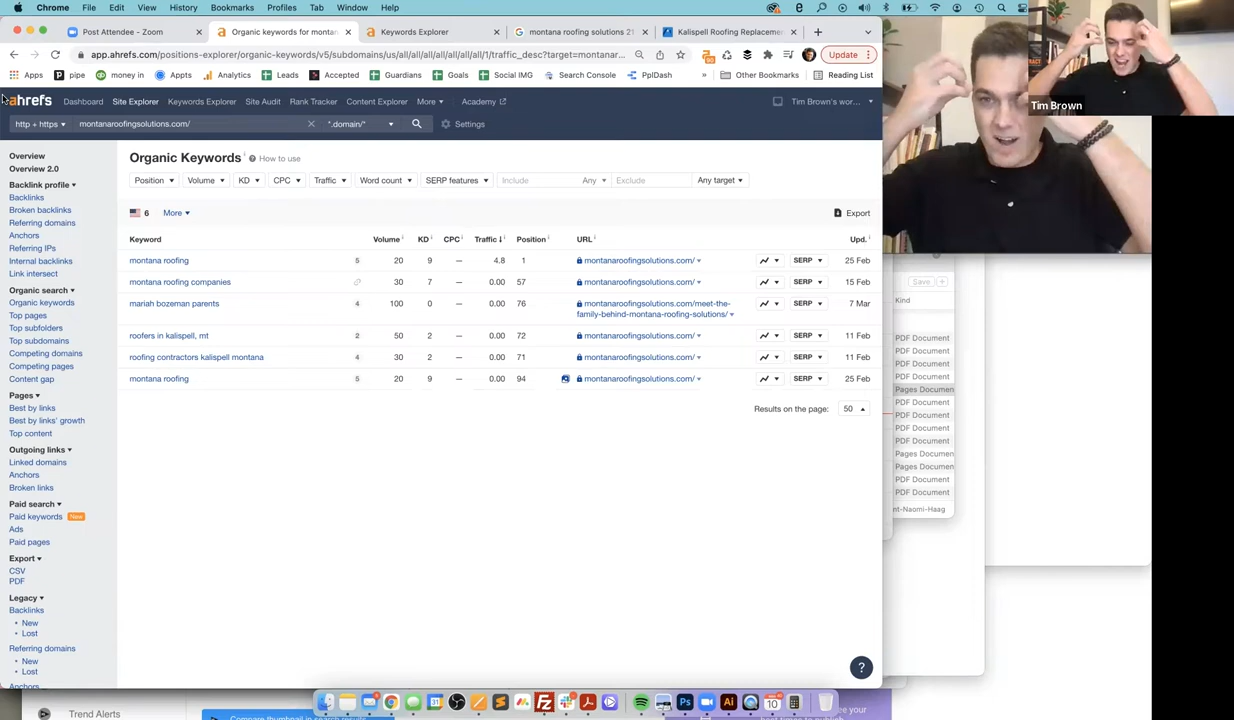 Chrome File Edit View History Bookmarks Profiles Tab Window Help
Post Attendee - Zoom × Organic keywords for montan × Keywords Explorer × montana roofing solutions 21 × Kalispell Roofing Replacemen ×
app.ahrefs.com/positions-explorer/organic-keywords/v5/subdomains/us/all/all/all/all/all/all/1/traffic_desc?target=montanar... Update
Apps pipe money in Appts Analytics Leads Accepted Guardians Goals Social IMG Search Console PplDash » Other Bookmarks Reading List
ahrefs Dashboard Site Explorer Keywords Explorer Site Audit Rank Tracker Content Explorer More Academy Tim Brown's wor...
http + https montanaroofingsolutions.com/ *.domain/* Settings
Tim Brown
Overview
Overview 2.0
Backlink profile
Backlinks
Broken backlinks
Referring domains
Anchors
Referring IPs
Internal backlinks
Link intersect
Organic search
Organic keywords
Top pages
Top subfolders
Top subdomains
Competing domains
Competing pages
Content gap
Pages
Best by links
Best by links' growth
Top content
Outgoing links
Linked domains
Anchors
Broken links
Paid search
Paid keywords New
Ads
Paid pages
Export
CSV
PDF
Legacy
Backlinks
New
Lost
Referring domains
New
Lost
Anchors
Organic Keywords How to use
Position Volume KD CPC Traffic Word count SERP features Include Any Exclude Any target
6 More Export
Keyword Volume KD CPC Traffic Position URL Upd.
montana roofing 5 20 9 — 4.8 1 montanaroofingsolutions.com/ SERP 25 Feb
montana roofing companies 30 7 — 0.00 57 montanaroofingsolutions.com/ SERP 15 Feb
mariah bozeman parents 4 100 0 — 0.00 76 montanaroofingsolutions.com/meet-the-
family-behind-montana-roofing-solutions/ SERP 7 Mar
roofers in kalispell, mt 2 50 2 — 0.00 72 montanaroofingsolutions.com/ SERP 11 Feb
roofing contractors kalispell montana 4 30 2 — 0.00 71 montanaroofingsolutions.com/ SERP 11 Feb
montana roofing 5 20 9 — 0.00 94 montanaroofingsolutions.com/ SERP 25 Feb
Results on the page: 50
?
Save +
Kind
PDF Document
PDF Document
PDF Document
PDF Document
Pages Documen
PDF Document
PDF Document
PDF Document
PDF Document
Pages Documen
Pages Documen
PDF Document
PDF Document
nt-Naomi-Haag
Trend Alerts
Compare thumbnail in search results